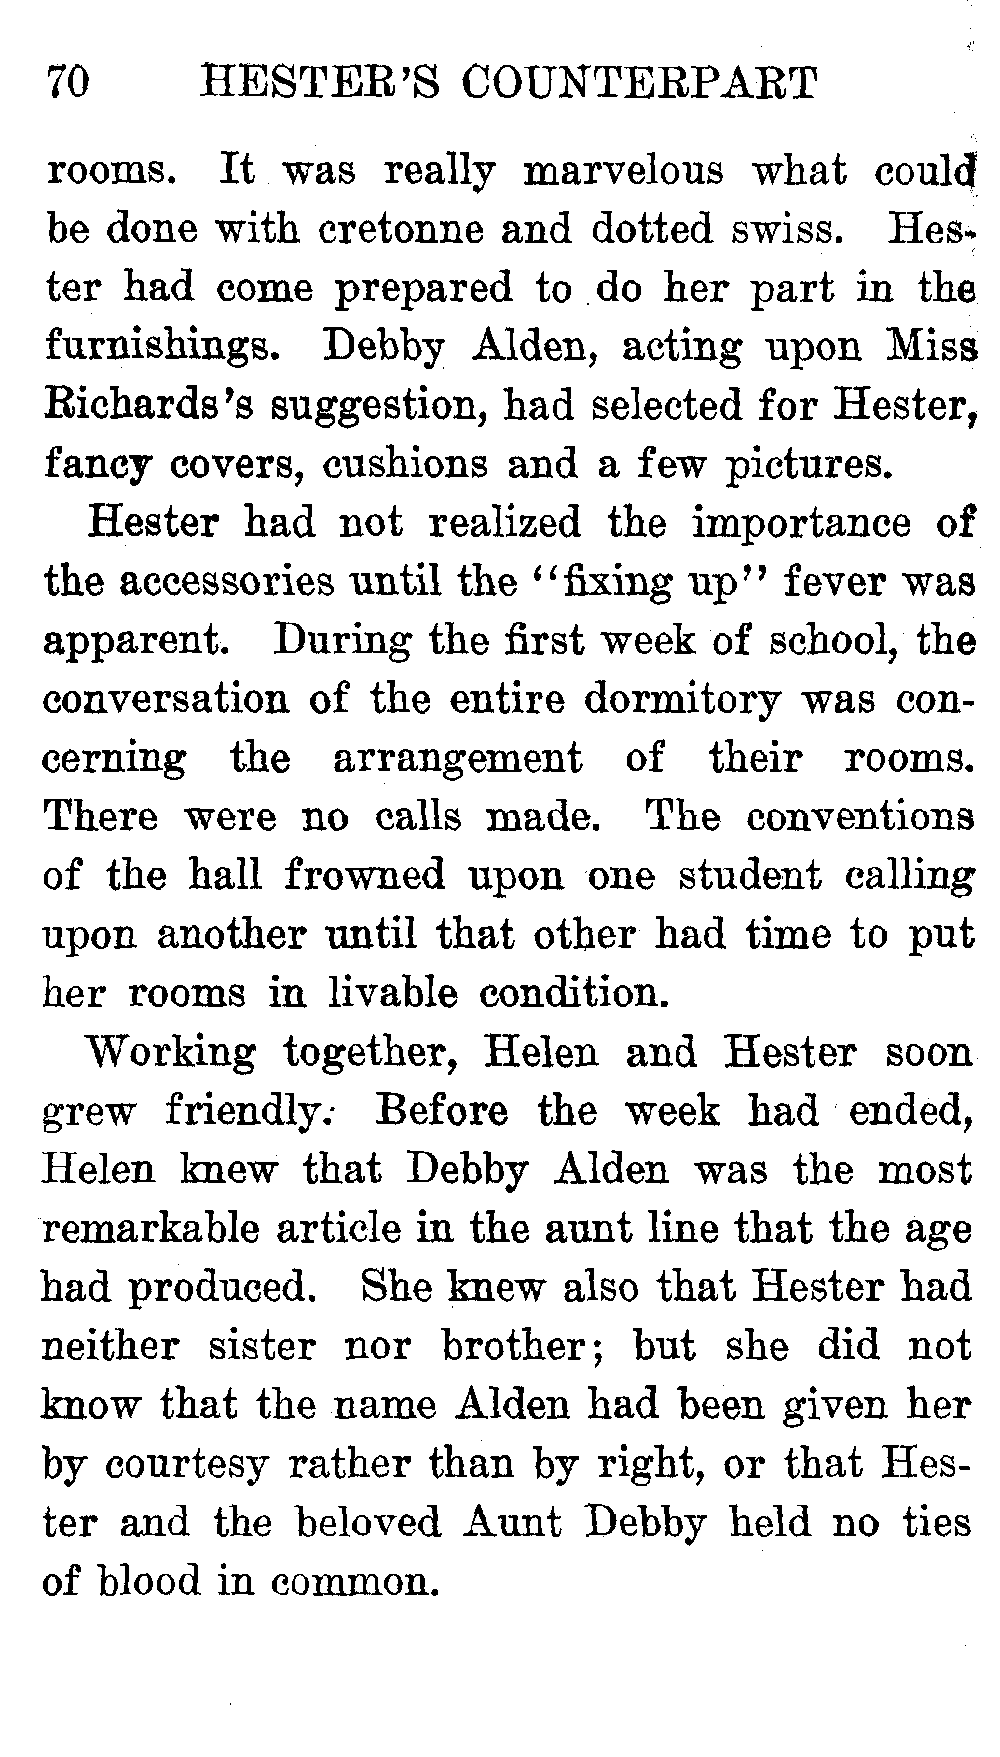 70 HESTER'S COUNTERPART
rooms. It was really marvelous what could
be done with cretonne and dotted swiss. Hes-
ter had come prepared to do her part in the
furnishings. Debby Alden, acting upon Miss
Richards's suggestion, had selected for Hester,
fancy covers, cushions and a few pictures.
Hester had not realized the importance of
the accessories until the "fixing up" fever was
apparent. During the first week of school, the
conversation of the entire dormitory was con-
cerning the arrangement of their rooms.
There were no calls made. The conventions
of the hall frowned upon one student calling
upon another until that other had time to put
her rooms in livable condition.
Working together, Helen and Hester soon
grew friendly. Before the week had ended,
Helen knew that Debby Alden was the most
remarkable article in the aunt line that the age
had produced. She knew also that Hester had
neither sister nor brother; but she did not
know that the name Alden had been given her
by courtesy rather than by right, or that Hes-
ter and the beloved Aunt Debby held no ties
of blood in common.